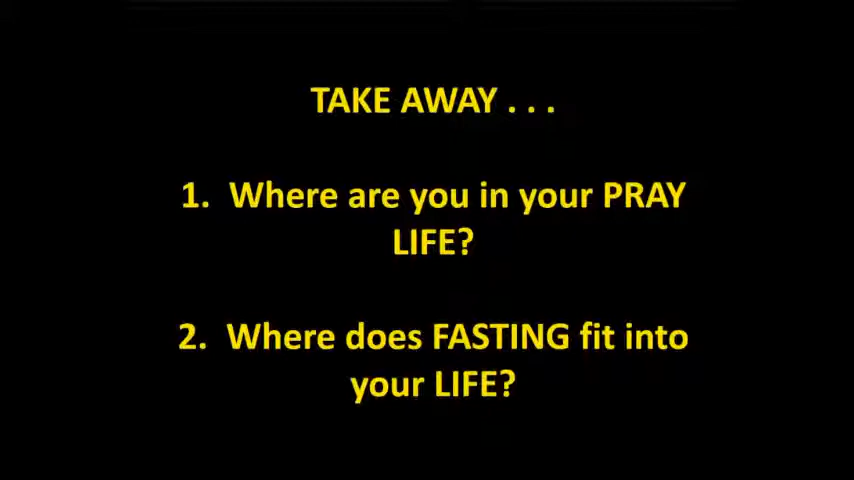 TAKE AWAY . . .
1. Where are you in your PRAY
LIFE?
2. Where does FASTING fit into
your LIFE?